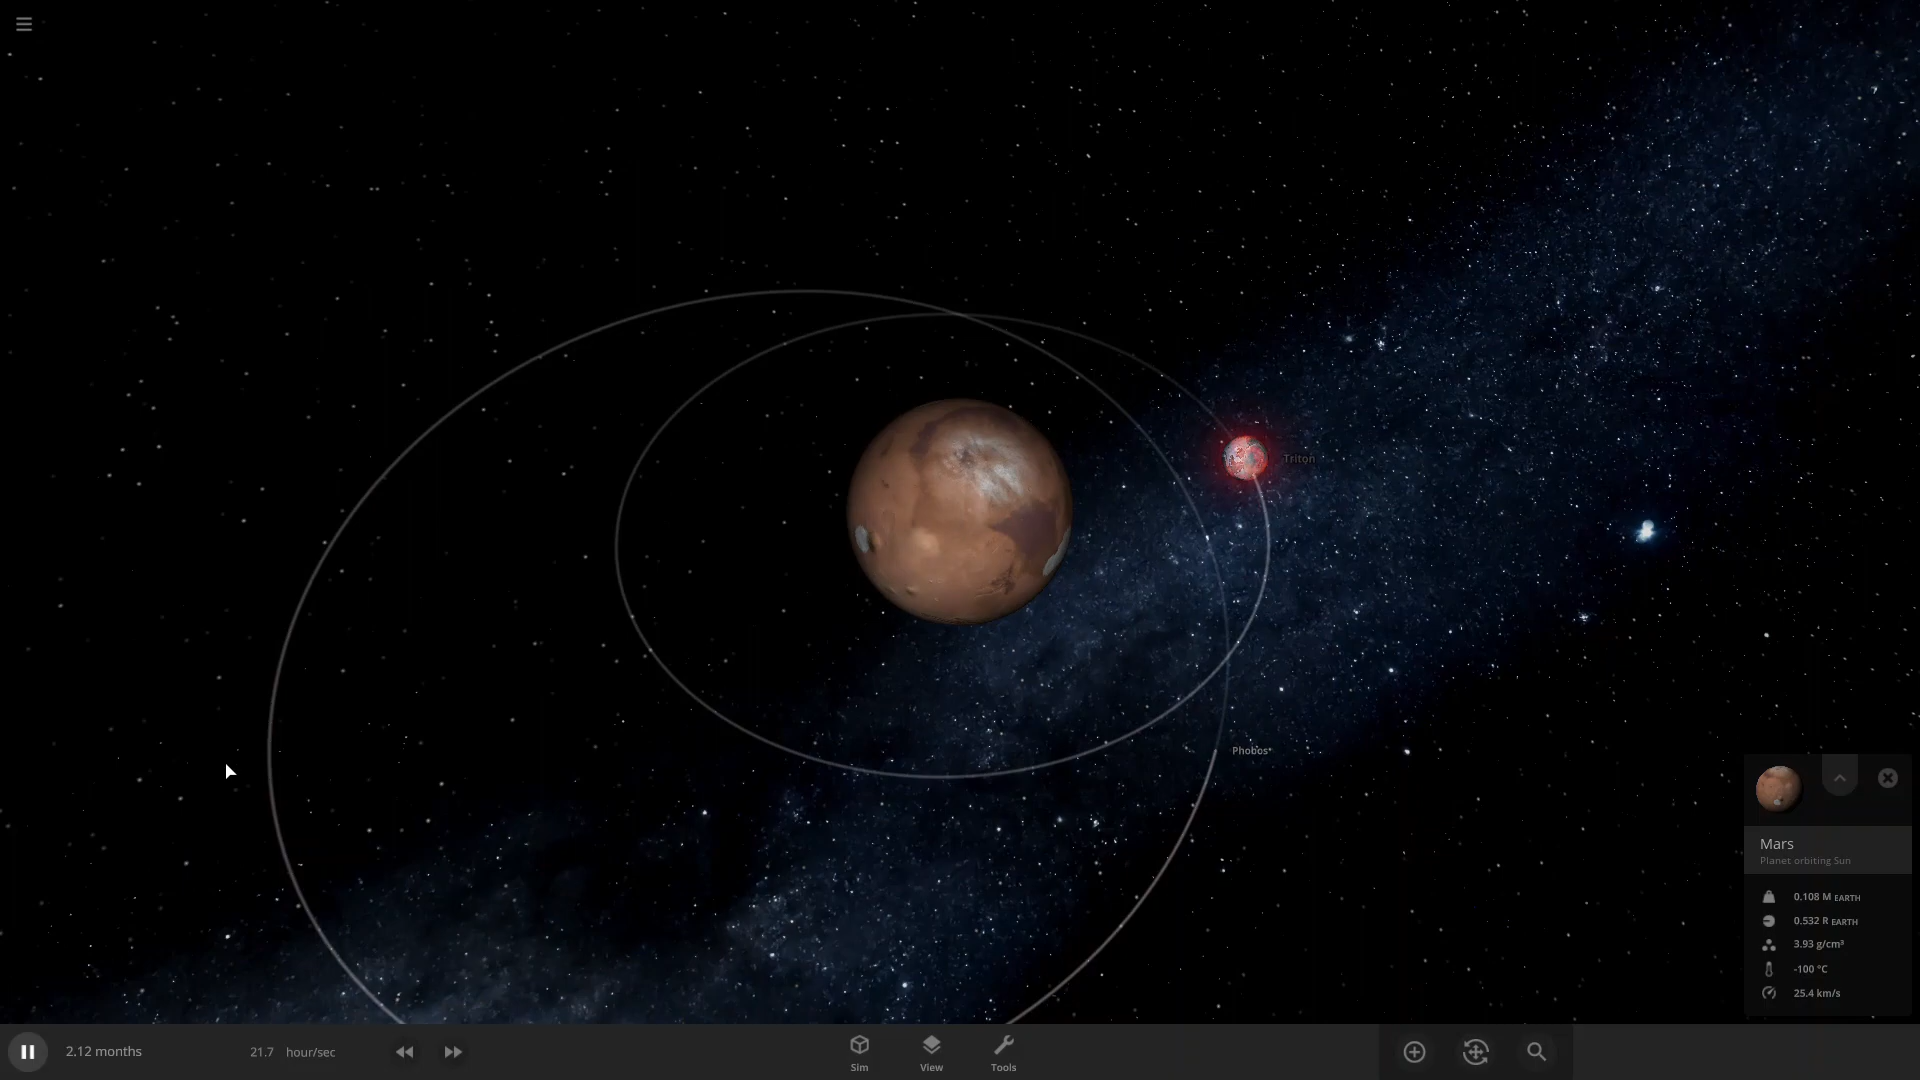 Triton
Phobos
Mars
Planet orbiting Sun
0.108 M EARTH
0.532 R EARTH
3.93 g/cm³
-100 °C
25.4 km/s
2.12 months
21.7 hour/sec
Sim
View
Tools